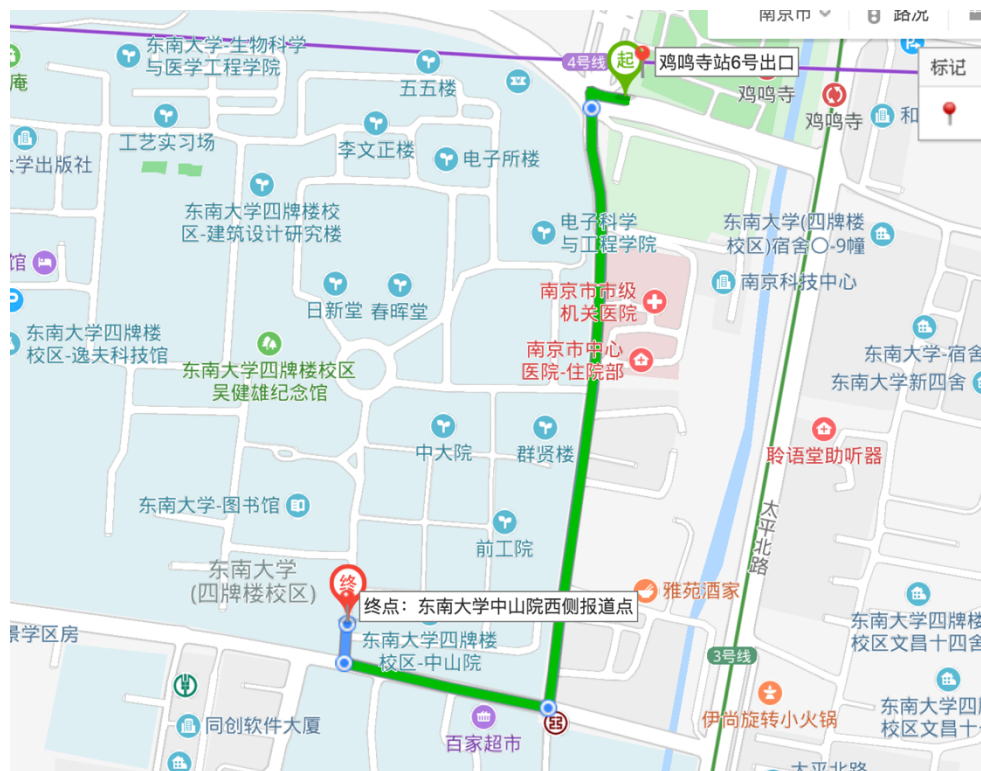 南京市
路况
东南大学-生物科学
与医学工程学院
4号线
起
鸡鸣寺站6号出口
标记
庵
五五楼
鸡鸣寺
鸡鸣寺
和
工艺实习场
李文正楼
电子所楼
学出版社
东南大学四牌楼校
区-建筑设计研究楼
电子科学
与工程学院
东南大学(四牌楼
校区)宿舍〇-9幢
馆
南京市市级
机关医院
南京科技中心
日新堂
春晖堂
东南大学四牌楼
校区-逸夫科技馆
东南大学四牌楼校区
吴健雄纪念馆
南京市中心
医院-住院部
东南大学-宿舍
东南大学新四舍
中大院
群贤楼
聆语堂助听器
东南大学-图书馆
前工院
太平北路
东南大学
(四牌楼校区)
终
终点：东南大学中山院西侧报道点
雅苑酒家
景学区房
东南大学四牌楼
校区-中山院
东南大学四牌楼
校区文昌十四舍
3号线
同创软件大厦
百家超市
伊尚旋转小火锅
东南大学四
校区文昌十
太平北路